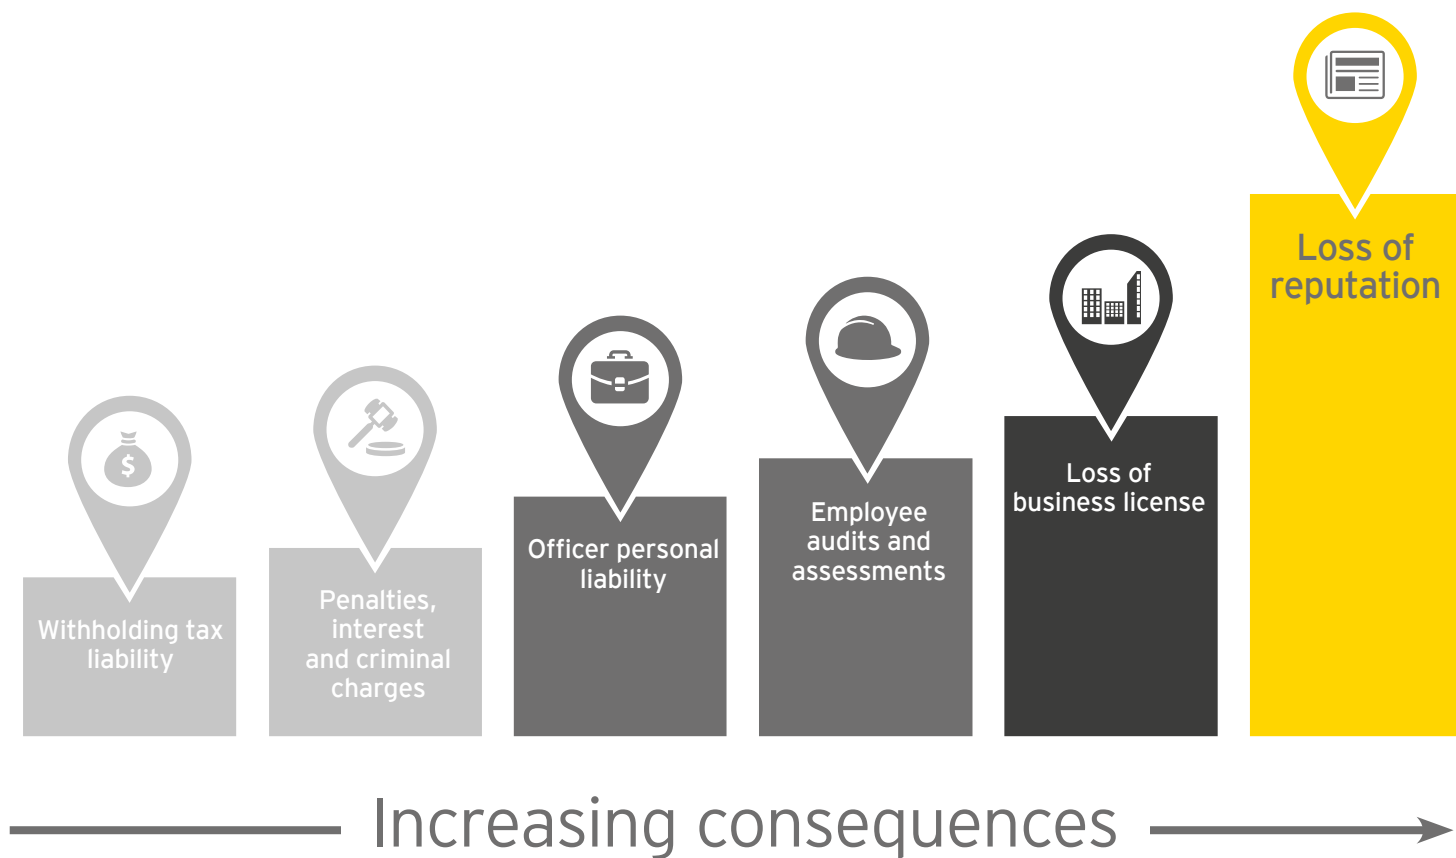 Withholding tax
liability
Penalties,
interest
and criminal
charges
Officer personal
liability
Employee
audits and
assessments
Loss of
business license
Loss of
reputation
Increasing consequences
$